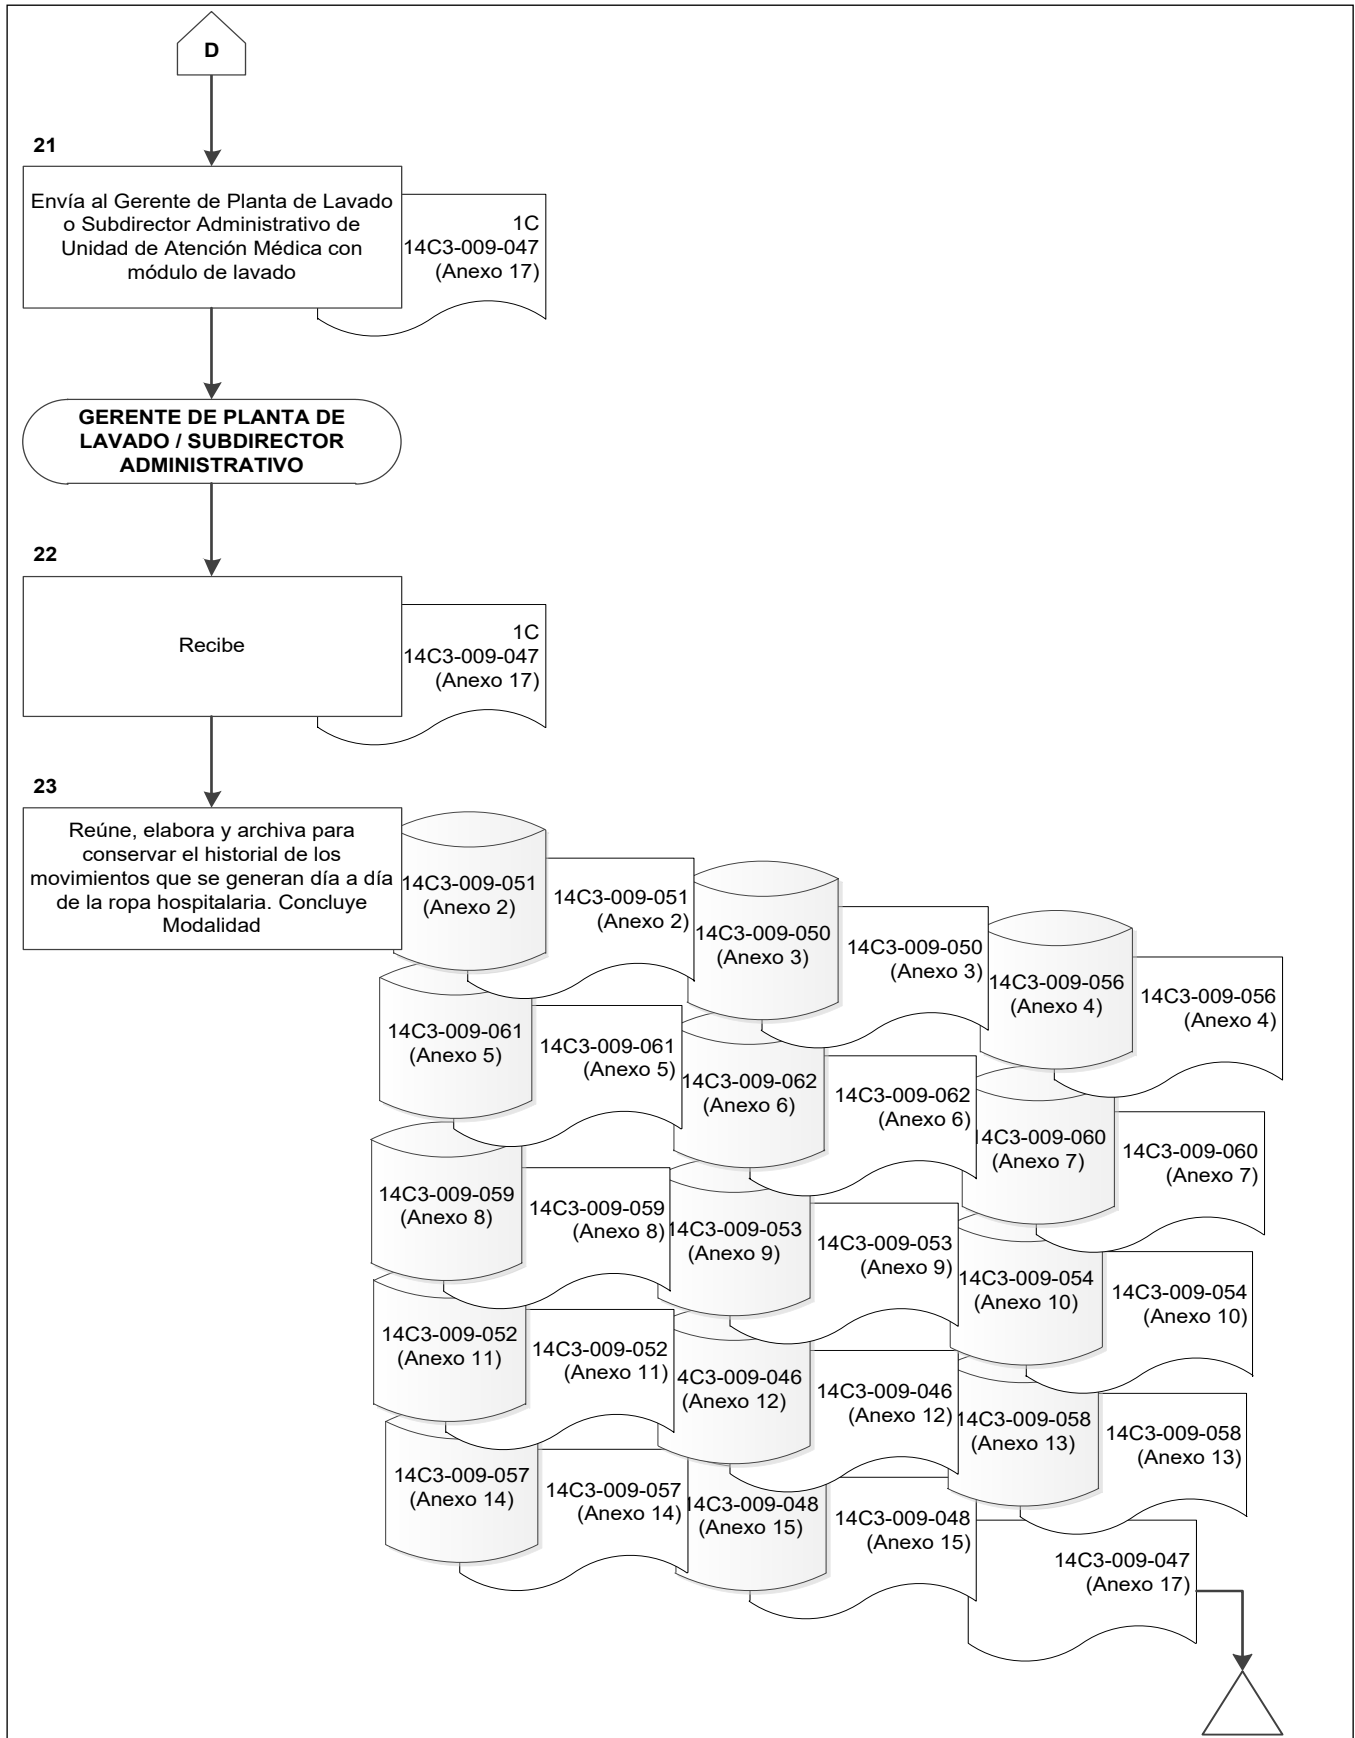 D
21
Envía al Gerente de Planta de Lavado
o Subdirector Administrativo de
Unidad de Atención Médica con
módulo de lavado
1C
14C3-009-047
(Anexo 17)
GERENTE DE PLANTA DE
LAVADO / SUBDIRECTOR
ADMINISTRATIVO
22
Recibe
1C
14C3-009-047
(Anexo 17)
23
Reúne, elabora y archiva para
conservar el historial de los
movimientos que se generan día a día
de la ropa hospitalaria. Concluye
Modalidad
14C3-009-051
(Anexo 2)
14C3-009-051
(Anexo 2)
14C3-009-050
(Anexo 3)
14C3-009-050
(Anexo 3)
14C3-009-056
(Anexo 4)
14C3-009-056
(Anexo 4)
14C3-009-061
(Anexo 5)
14C3-009-061
(Anexo 5)
14C3-009-062
(Anexo 6)
14C3-009-062
(Anexo 6)
14C3-009-060
(Anexo 7)
14C3-009-060
(Anexo 7)
14C3-009-059
(Anexo 8)
14C3-009-059
(Anexo 8)
14C3-009-053
(Anexo 9)
14C3-009-053
(Anexo 9)
14C3-009-054
(Anexo 10)
14C3-009-054
(Anexo 10)
14C3-009-052
(Anexo 11)
14C3-009-052
(Anexo 11)
4C3-009-046
(Anexo 12)
14C3-009-046
(Anexo 12)
14C3-009-058
(Anexo 13)
14C3-009-058
(Anexo 13)
14C3-009-057
(Anexo 14)
14C3-009-057
(Anexo 14)
14C3-009-048
(Anexo 15)
14C3-009-048
(Anexo 15)
14C3-009-047
(Anexo 17)